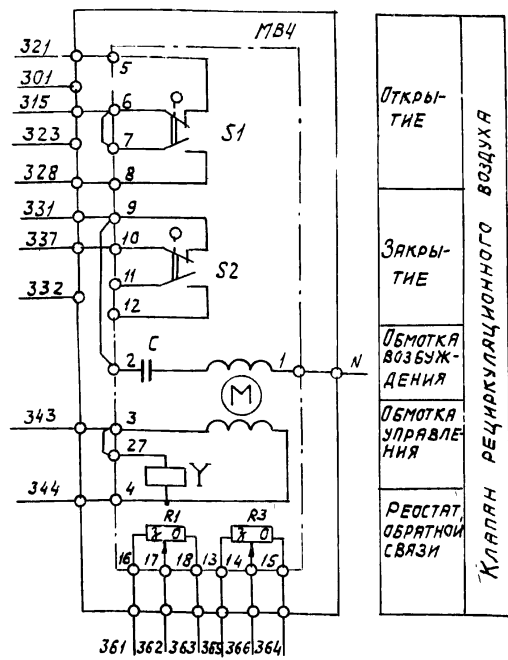 МВ4
321
301
315
323
328
331
337
332
343
344
5
6
7
8
9
10
11
12
S1
S2
2
C
1
N
M
3
27
Y
4
R1
R3
З О
З О
16
17
18
13
14
15
361
362
363
365
366
364
ОТКРЫ-
ТИЕ
ЗАКРЫ-
ТИЕ
ОБМОТКА
ВОЗБУЖ-
ДЕНИЯ
ОБМОТКА
УПРАВЛЕ-
НИЯ
РЕОСТАТ
ОБРАТНОЙ
СВЯЗИ
КЛАПАН РЕЦИРКУЛЯЦИОННОГО ВОЗДУХА